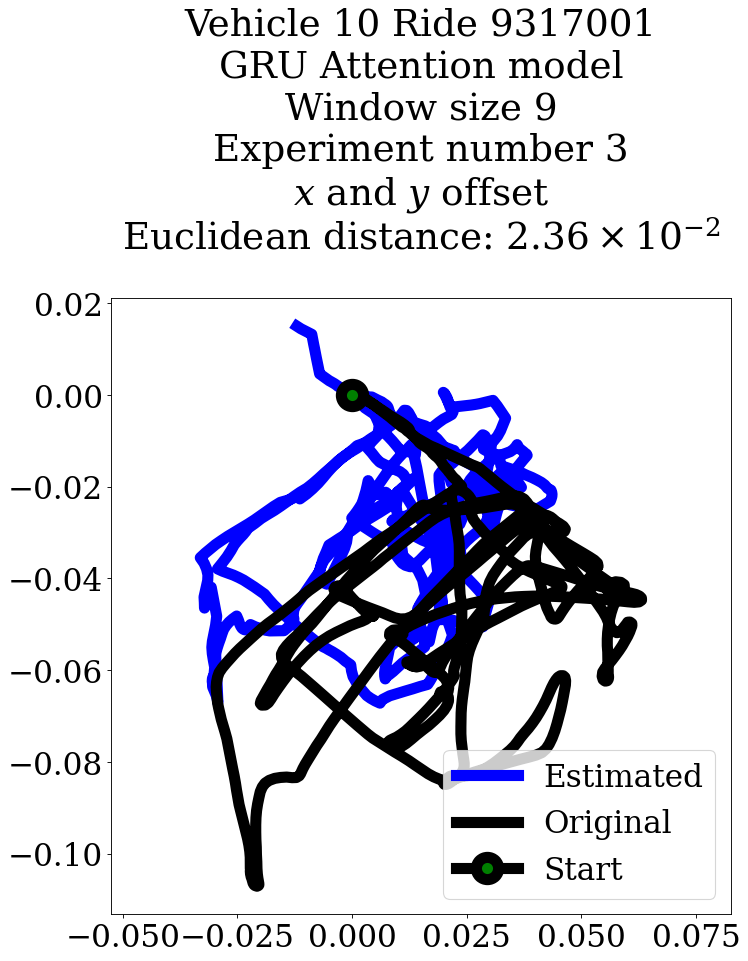 Vehicle 10 Ride 9317001
GRU Attention model
Window size 9
Experiment number 3
x and y offset
Euclidean distance: 2.36 × 10⁻²
0.02
0.00
−0.02
−0.04
−0.06
−0.08
−0.10
Estimated
Original
Start
−0.050 −0.025 0.000 0.025 0.050 0.075